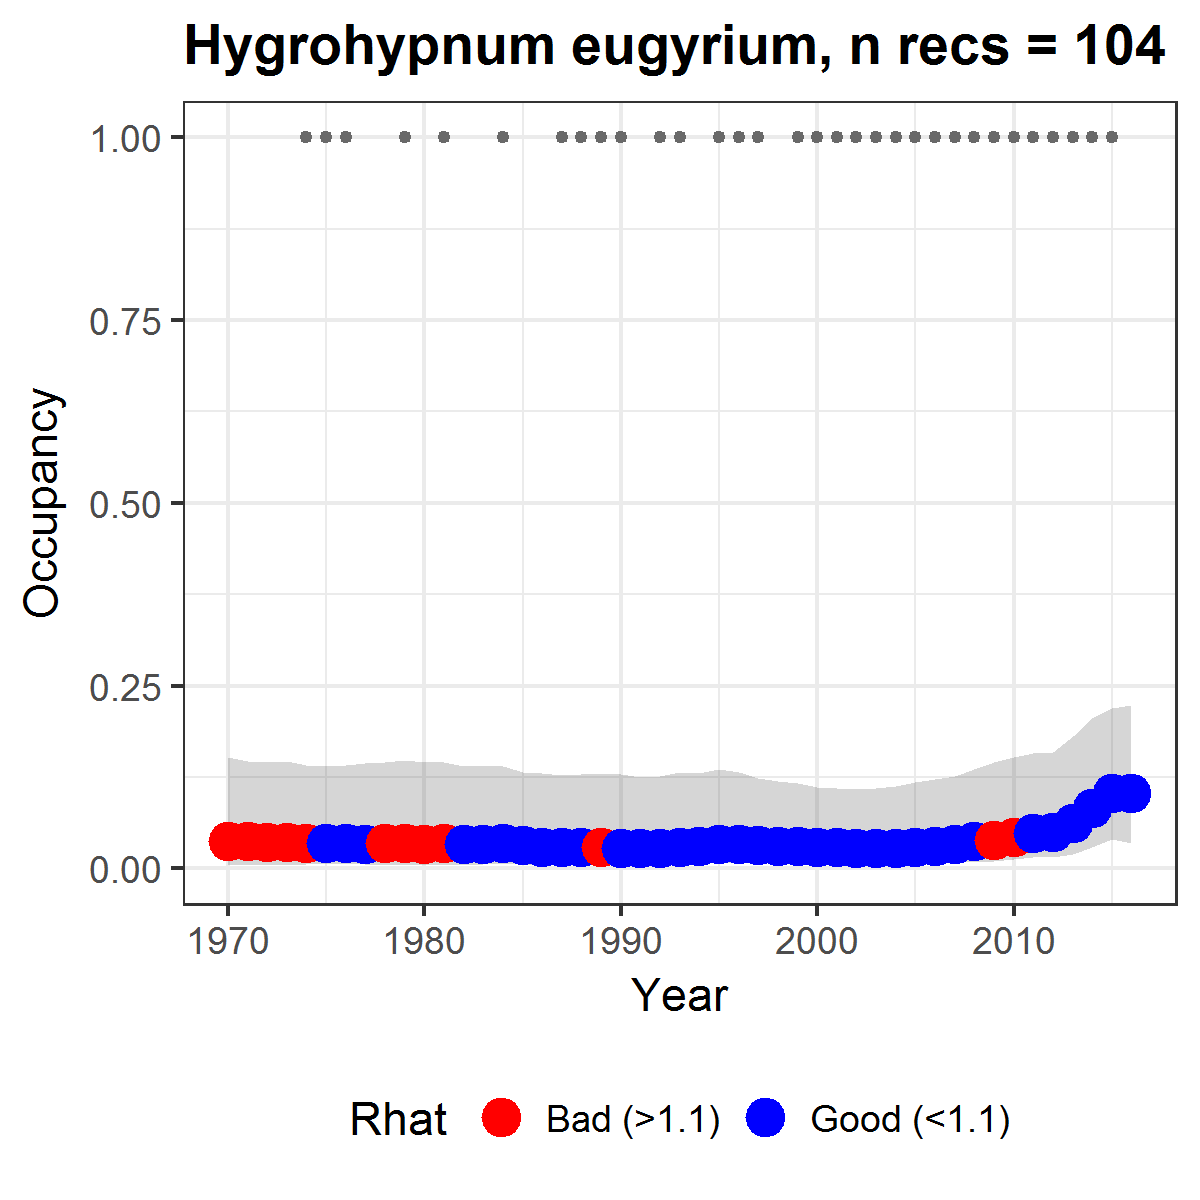 Hygrohypnum eugyrium, n recs = 104
1.00
0.75
0.50
0.25
0.00
Occupancy
1970 1980 1990 2000 2010
Year
Rhat Bad (>1.1) Good (<1.1)